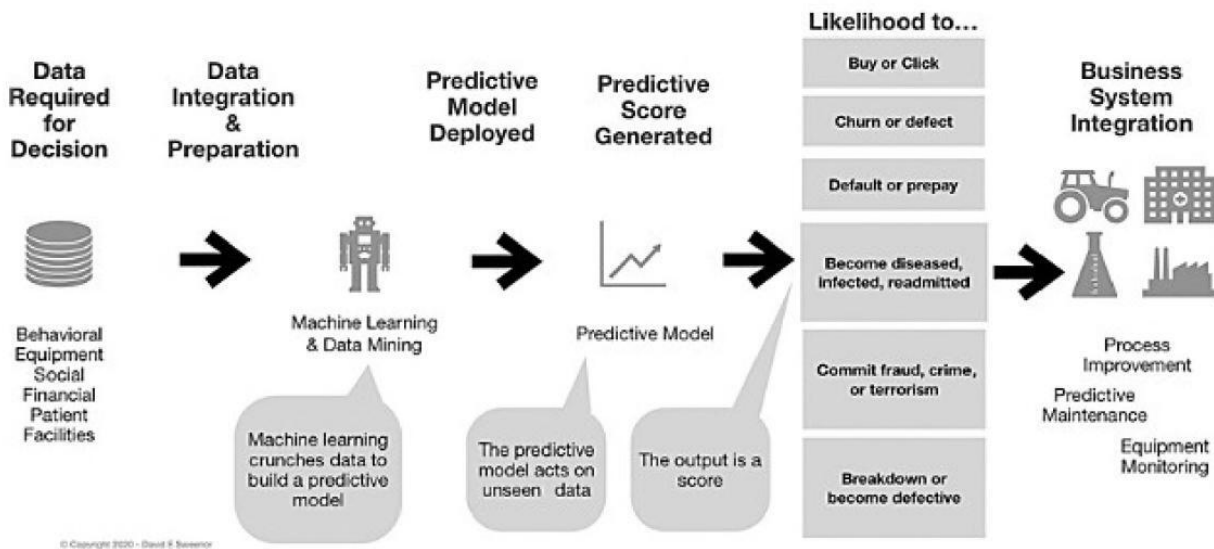 Data
Required
for
Decision
Data
Integration
&
Preparation
Predictive
Model
Deployed
Predictive
Score
Generated
Likelihood to...
Business
System
Integration
Behavioral
Equipment
Social
Financial
Patient
Facilities
Machine Learning
& Data Mining
Machine learning
crunches data to
build a predictive
model
Predictive Model
The predictive
model acts on
unseen data
The output is a
score
Buy or Click
Churn or defect
Default or prepay
Become diseased,
infected, readmitted
Commit fraud, crime,
or terrorism
Breakdown or
become defective
Process
Improvement
Predictive
Maintenance
Equipment
Monitoring
© Copyright 2020 - David E Sweenor